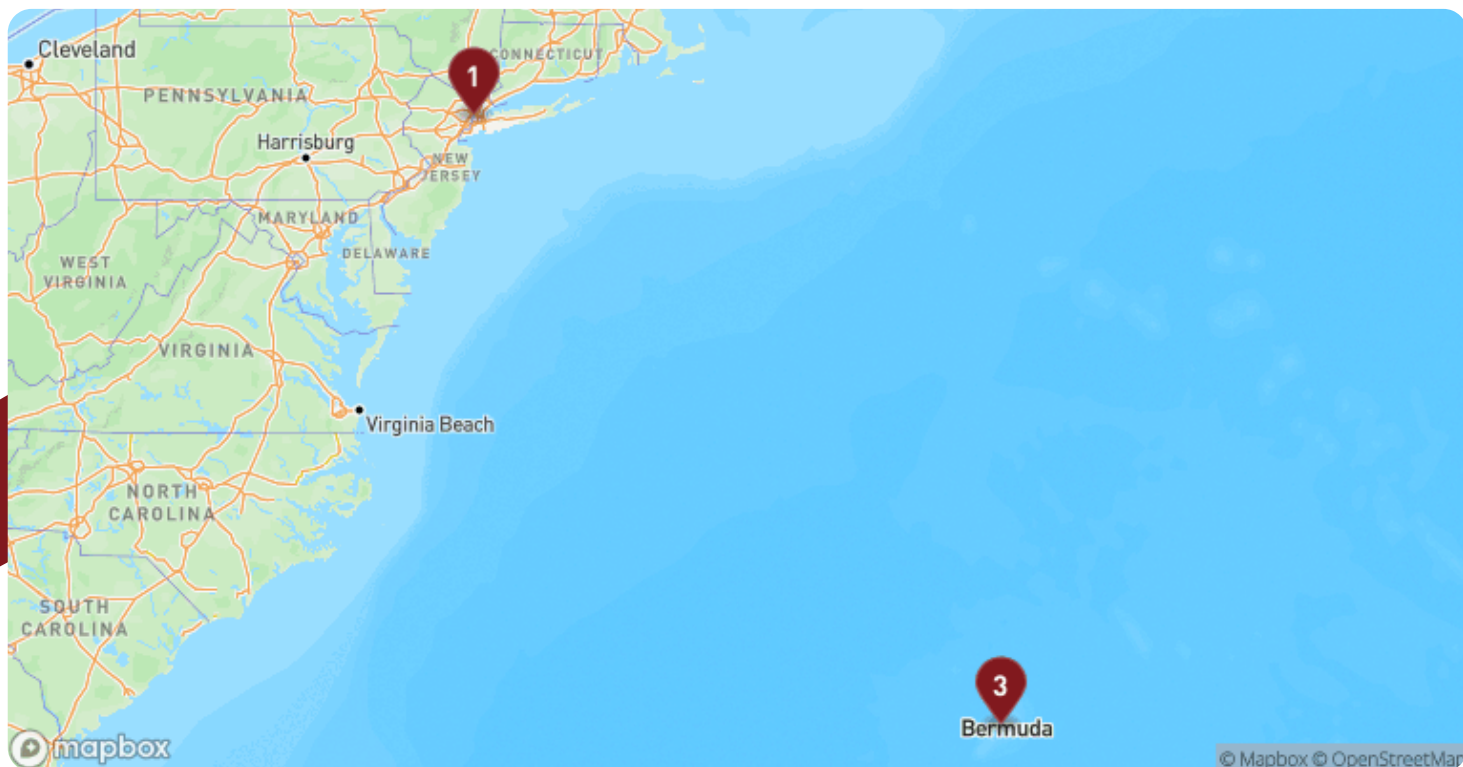 Cleveland
CONNECTICUT
1
PENNSYLVANIA
Harrisburg
NEW
JERSEY
MARYLAND
DELAWARE
WEST
VIRGINIA
VIRGINIA
Virginia Beach
NORTH
CAROLINA
SOUTH
CAROLINA
3
Bermuda
mapbox
© Mapbox © OpenStreetMap